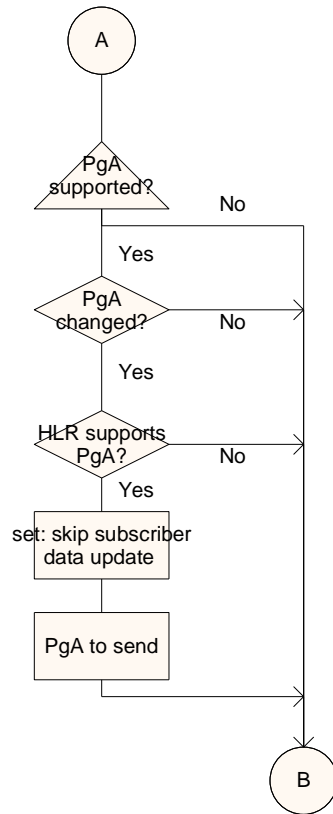 A
PgA
supported?
No
Yes
PgA
changed?
No
Yes
HLR supports
PgA?
No
Yes
set: skip subscriber
data update
PgA to send
B